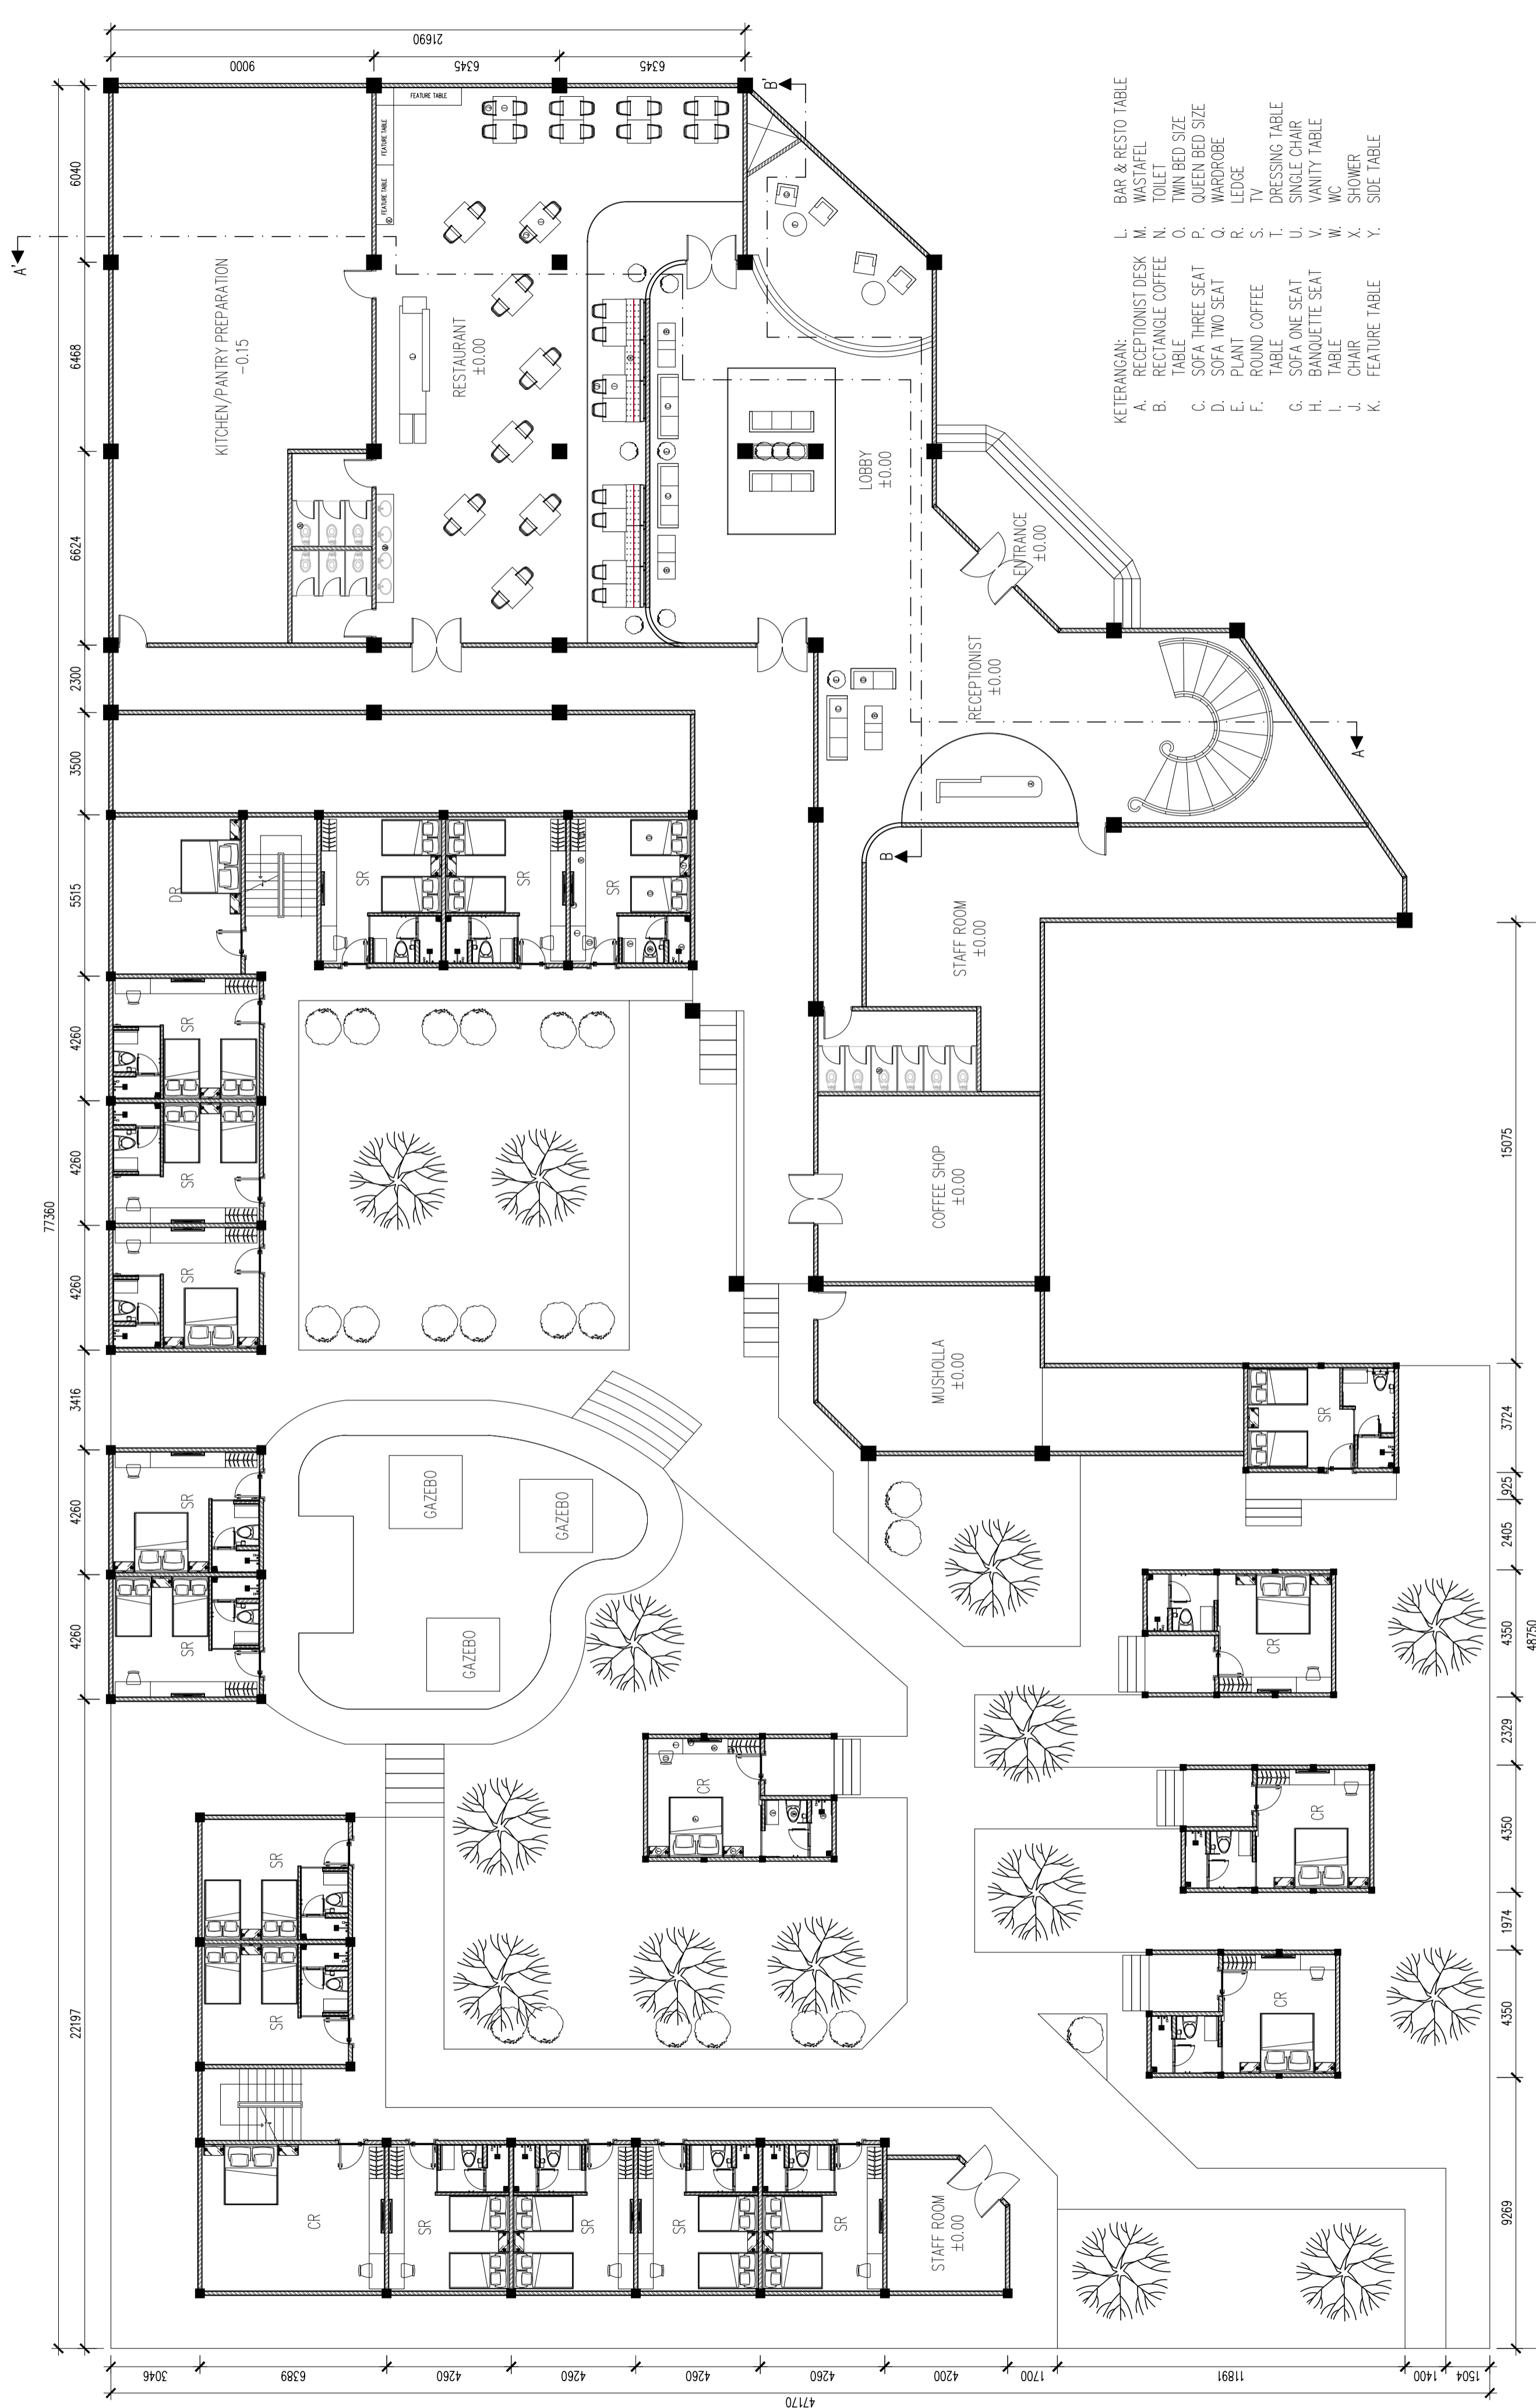 KETERANGAN:
A. RECEPTIONIST DESK
B. RECTANGLE COFFEE
TABLE
C. SOFA THREE SEAT
D. SOFA TWO SEAT
E. PLANT
F. ROUND COFFEE
TABLE
G. SOFA ONE SEAT
H. BANQUETTE SEAT
I. TABLE
J. CHAIR
K. FEATURE TABLE
L. BAR & RESTO TABLE
M. WASTAFEL
N. TOILET
O. TWIN BED SIZE
P. QUEEN BED SIZE
Q. WARDROBE
R. LEDGE
S. TV
T. DRESSING TABLE
U. SINGLE CHAIR
V. VANITY TABLE
W. WC
X. SHOWER
Y. SIDE TABLE
77360
22197
4260
4260
3416
4260
4260
4260
5515
3500
2300
6624
6468
6040
9000
6345
6345
21690
KITCHEN/PANTRY PREPARATION
-0.15
FEATURE TABLE
FEATURE TABLE
FEATURE TABLE
RESTAURANT
±0.00
LOBBY
±0.00
ENTRANCE
±0.00
RECEPTIONIST
±0.00
STAFF ROOM
±0.00
COFFEE SHOP
±0.00
MUSHOLLA
±0.00
A'
B'
A
B
DR
SR
SR
SR
SR
SR
SR
SR
SR
GAZEBO
GAZEBO
GAZEBO
SR
SR
CR
SR
SR
SR
SR
STAFF ROOM
±0.00
CR
SR
CR
CR
CR
3046
6389
4260
4260
4260
4260
4200
1700
11891
1400
1504
47170
9269
4350
1974
4350
2329
4350
2405
925
3724
15075
48750